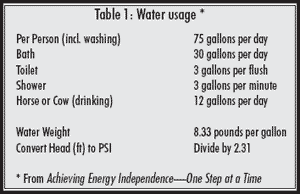 Table 1: Water usage *
Per Person (incl. washing) 75 gallons per day
Bath 30 gallons per day
Toilet 3 gallons per flush
Shower 3 gallons per minute
Horse or Cow (drinking) 12 gallons per day
Water Weight 8.33 pounds per gallon
Convert Head (ft) to PSI Divide by 2.31
* From Achieving Energy Independence—One Step at a Time